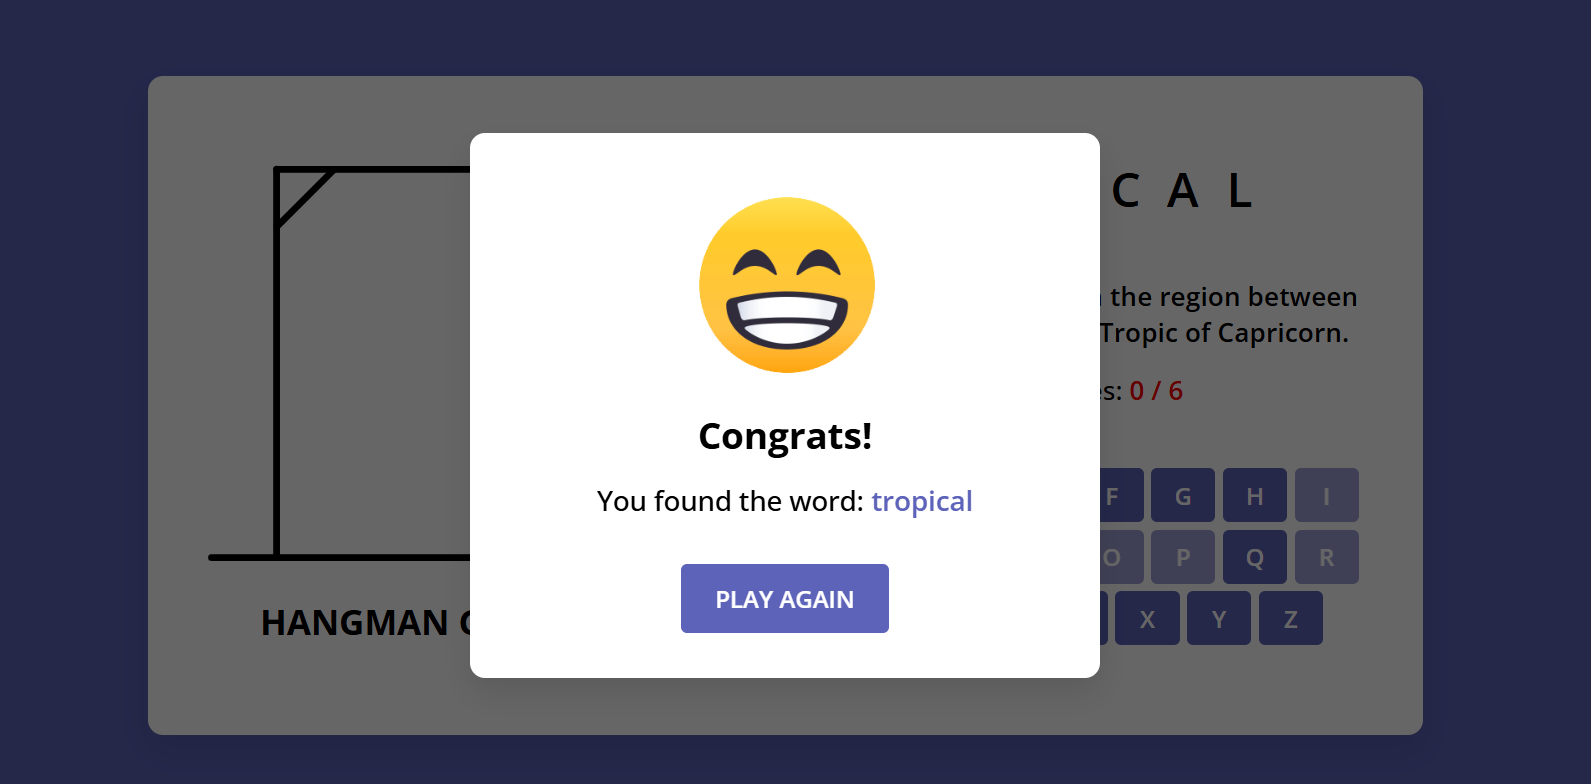 C A L
the region between
Tropic of Capricorn.
0 / 6
Congrats!
You found the word: tropical
F G H I
O P Q R
PLAY AGAIN
X Y Z
HANGMAN